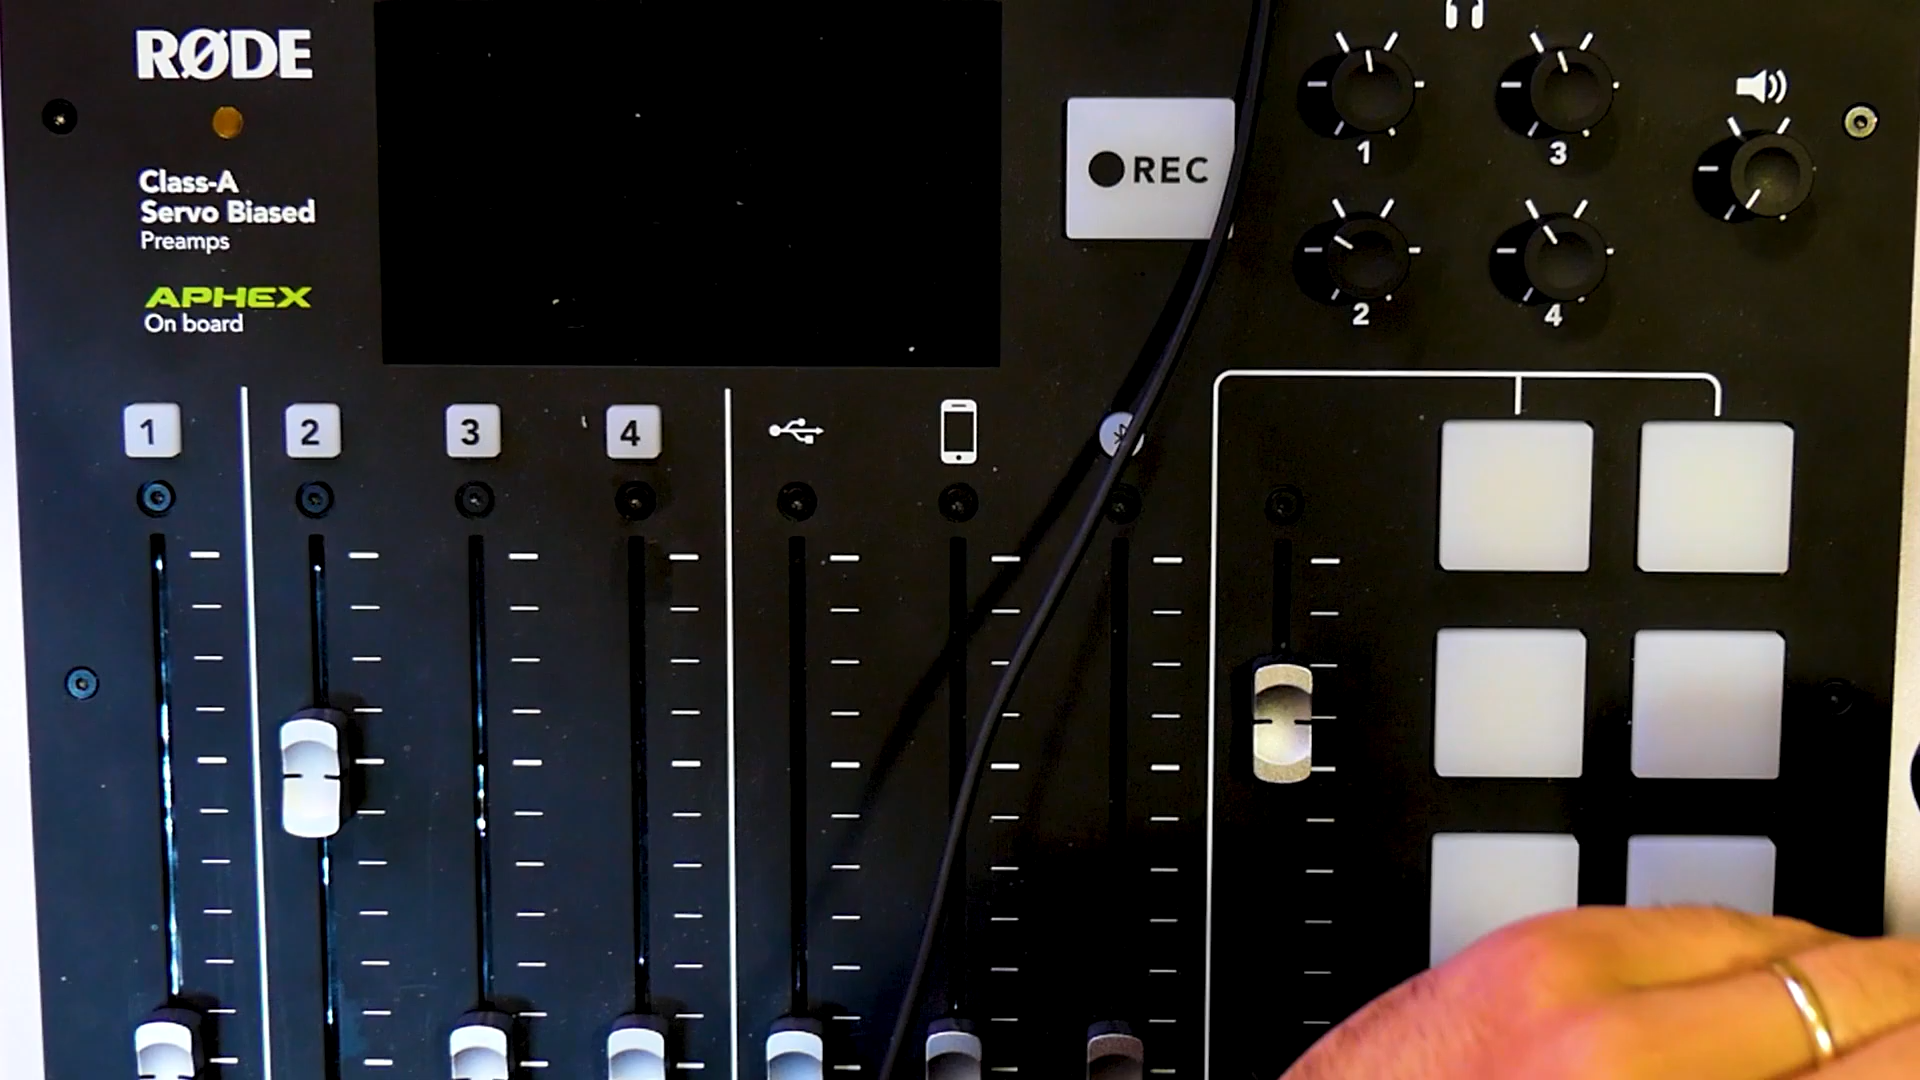 RØDE
Class-A
Servo Biased
Preamps
APHEX
On board
REC
1
3
2
4
1
2
3
4